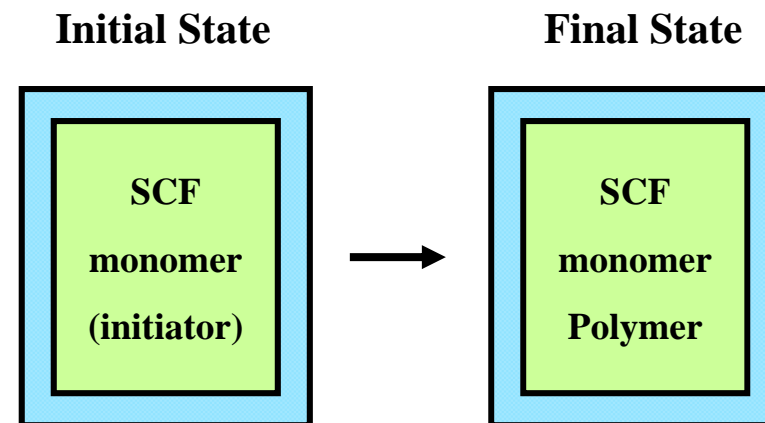 Initial State
Final State
SCF
monomer
(initiator)
SCF
monomer
Polymer